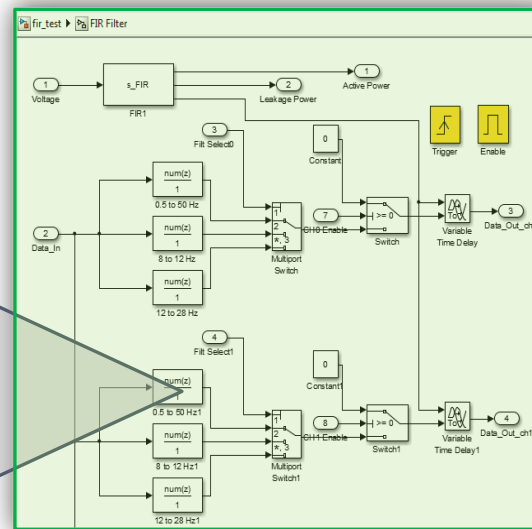 fir_test FIR Filter
1
Voltage
s_FIR
FIR1
1
Active Power
2
Leakage Power
3
Filt Select0
0
Constant
Trigger
Enable
num(z)
1
0.5 to 50 Hz
2
Data_In
num(z)
1
8 to 12 Hz
num(z)
1
12 to 28 Hz
1
2
*, 3
Multiport
Switch
7
CH0 Enable
>= 0
Switch
To
Variable
Time Delay
3
Data_Out_ch
4
Filt Select1
0
Constant1
num(z)
1
0.5 to 50 Hz1
num(z)
1
8 to 12 Hz1
num(z)
1
12 to 28 Hz1
1
2
*, 3
Multiport
Switch1
8
CH1 Enable
>= 0
Switch1
To
Variable
Time Delay1
4
Data_Out_ch1